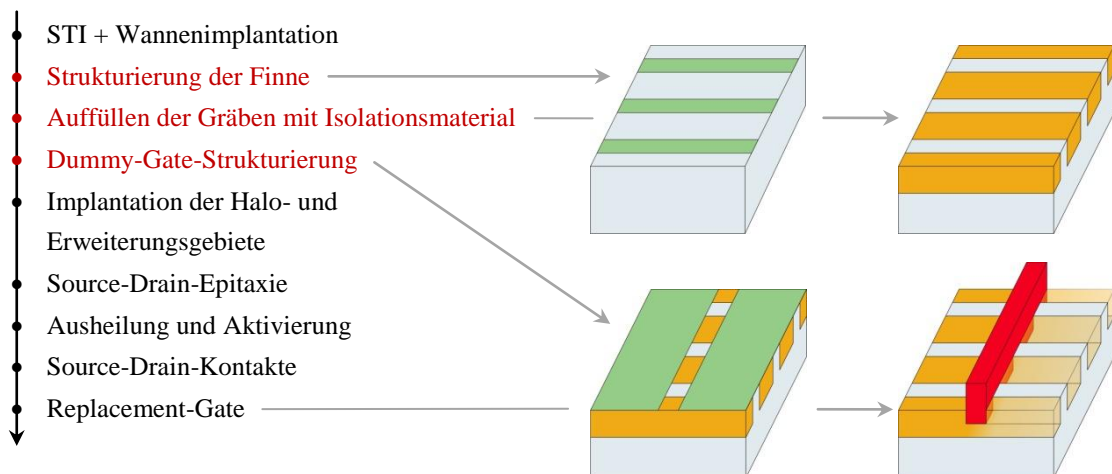 STI + Wannenimplantation
Strukturierung der Finne
Auffüllen der Gräben mit Isolationsmaterial
Dummy-Gate-Strukturierung
Implantation der Halo- und
Erweiterungsgebiete
Source-Drain-Epitaxie
Ausheilung und Aktivierung
Source-Drain-Kontakte
Replacement-Gate